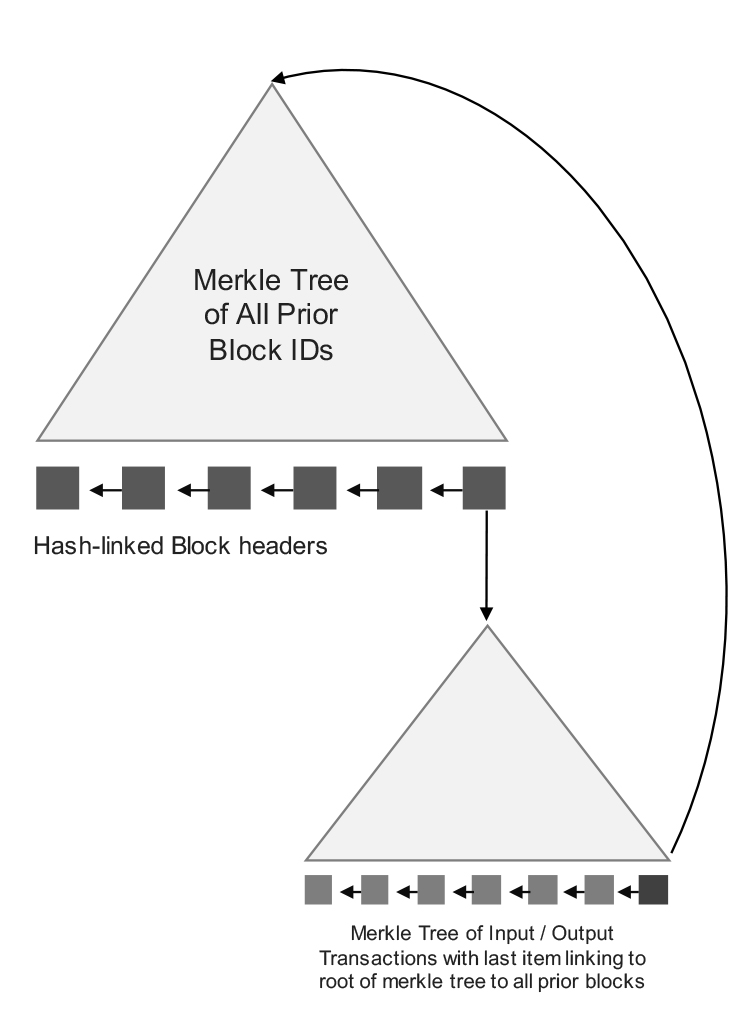 Merkle Tree
of All Prior
Block IDs
Hash-linked Block headers
Merkle Tree of Input / Output
Transactions with last item linking to
root of merkle tree to all prior blocks